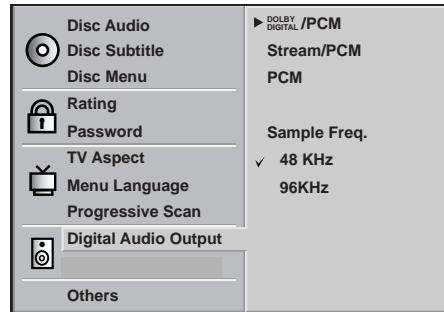 Disc Audio
Disc Subtitle
Disc Menu
Rating
Password
TV Aspect
Menu Language
Progressive Scan
Digital Audio Output
Others
DOLBY DIGITAL /PCM
Stream/PCM
PCM
Sample Freq.
48 KHz
96KHz